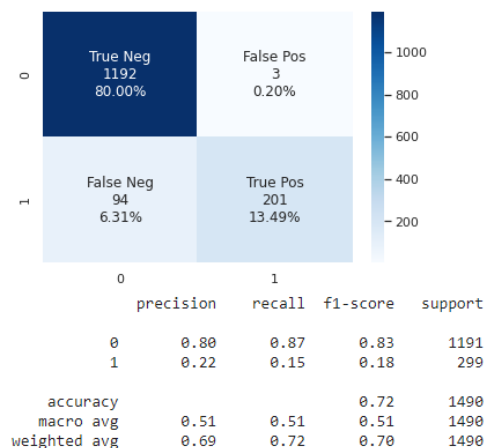 0
True Neg
1192
80.00%
False Pos
3
0.20%
1
False Neg
94
6.31%
True Pos
201
13.49%
0 1
1000
800
600
400
200
precision recall f1-score support
0 0.80 0.87 0.83 1191
1 0.22 0.15 0.18 299
accuracy 0.72 1490
macro avg 0.51 0.51 0.51 1490
weighted avg 0.69 0.72 0.70 1490